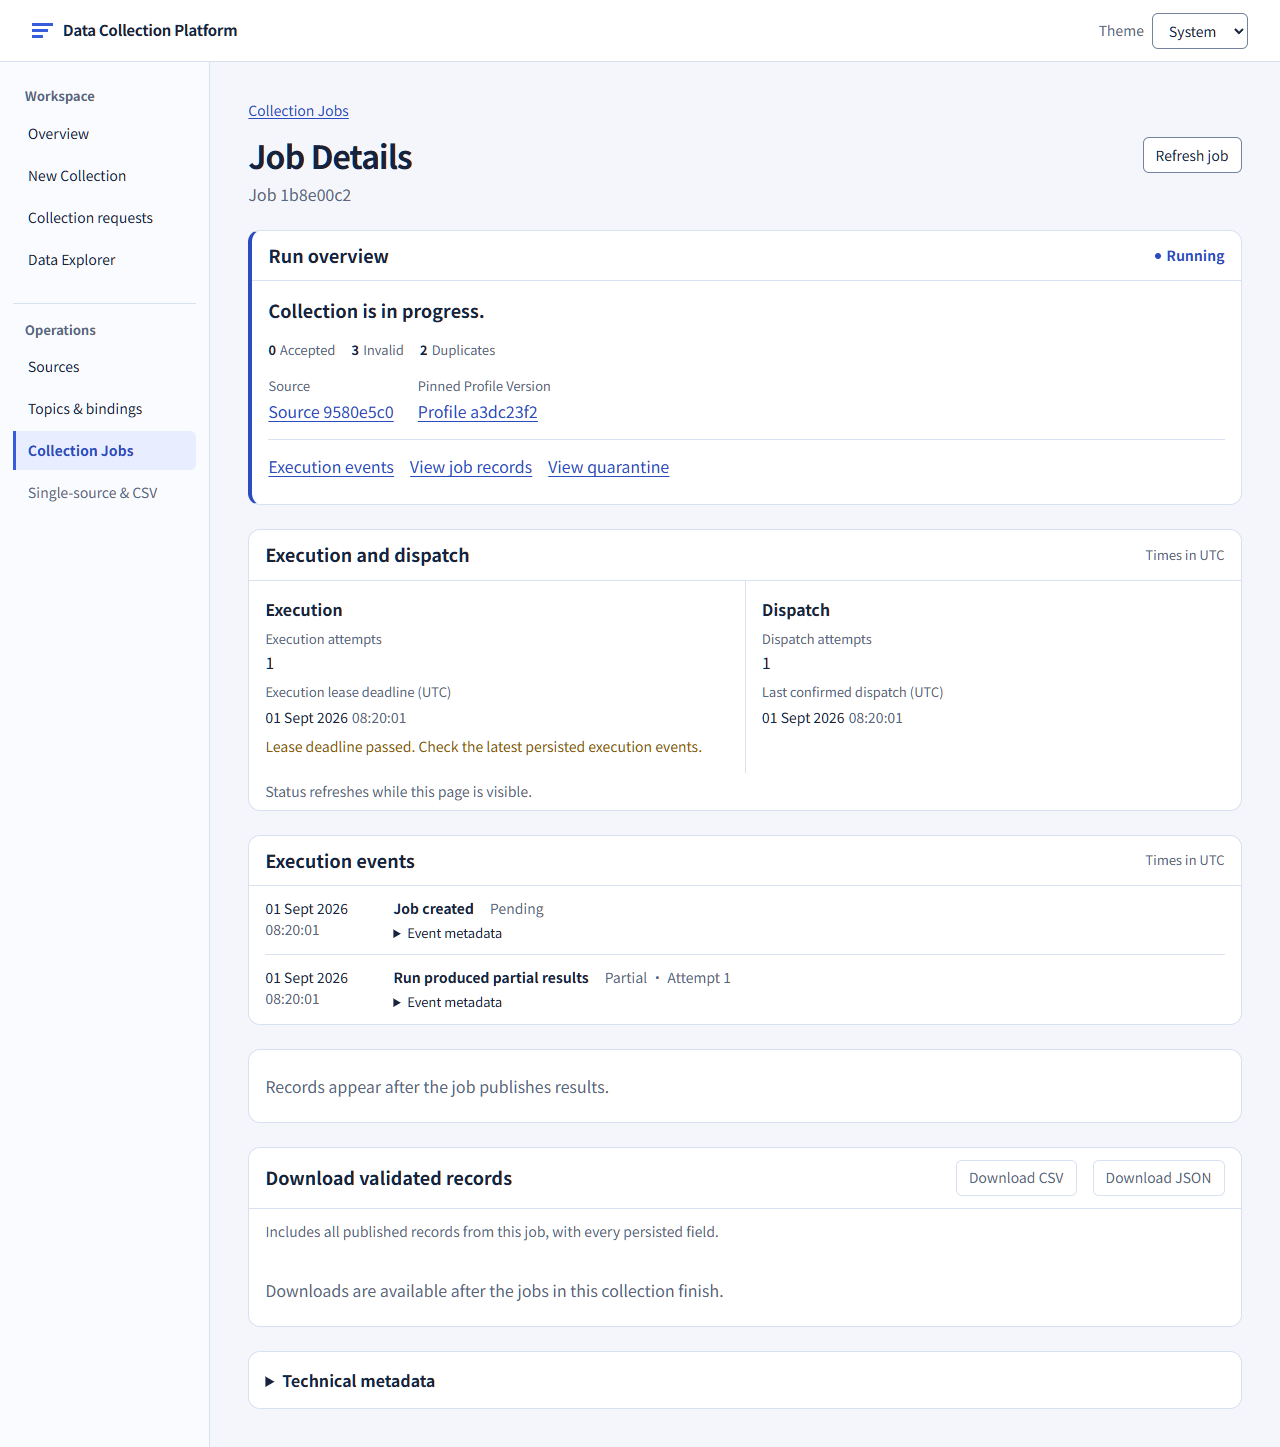 Data Collection Platform
Theme
System
Workspace
Overview
New Collection
Collection requests
Data Explorer
Operations
Sources
Topics & bindings
Collection Jobs
Single-source & CSV
Collection Jobs
Job Details
Refresh job
Job 1b8e00c2
Run overview
• Running
Collection is in progress.
0 Accepted 3 Invalid 2 Duplicates
Source
Pinned Profile Version
Source 9580e5c0
Profile a3dc23f2
Execution events View job records View quarantine
Execution and dispatch
Times in UTC
Execution
Execution attempts
1
Execution lease deadline (UTC)
01 Sept 2026 08:20:01
Lease deadline passed. Check the latest persisted execution events.
Dispatch
Dispatch attempts
1
Last confirmed dispatch (UTC)
01 Sept 2026 08:20:01
Status refreshes while this page is visible.
Execution events
Times in UTC
01 Sept 2026
08:20:01
Job created Pending
Event metadata
01 Sept 2026
08:20:01
Run produced partial results Partial • Attempt 1
Event metadata
Records appear after the job publishes results.
Download validated records
Download CSV
Download JSON
Includes all published records from this job, with every persisted field.
Downloads are available after the jobs in this collection finish.
Technical metadata